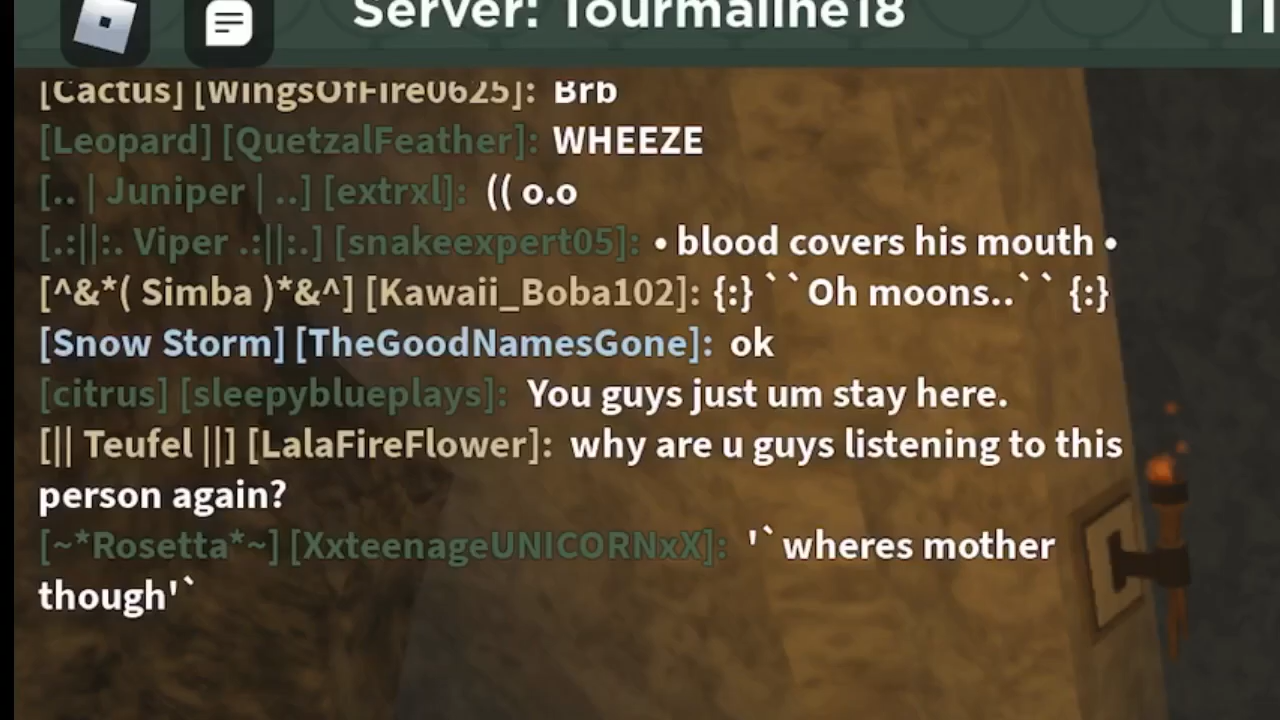 Server: Tourmaline18
[Cactus] [WingsOfFire0625]: Brb
[Leopard] [QuetzalFeather]: WHEEZE
[.. | Juniper | ..] [extrxl]: (( o.o
[.:||:. Viper .:||:.] [snakeexpert05]: • blood covers his mouth •
[^&*( Simba )*&^] [Kawaii_Boba102]: {:} ``Oh moons..`` {:}
[Snow Storm] [TheGoodNamesGone]: ok
[citrus] [sleepyblueplays]: You guys just um stay here.
[|| Teufel ||] [LalaFireFlower]: why are u guys listening to this
person again?
[~*Rosetta*~] [XxteenageUNICORNxX]: '`wheres mother
though'`